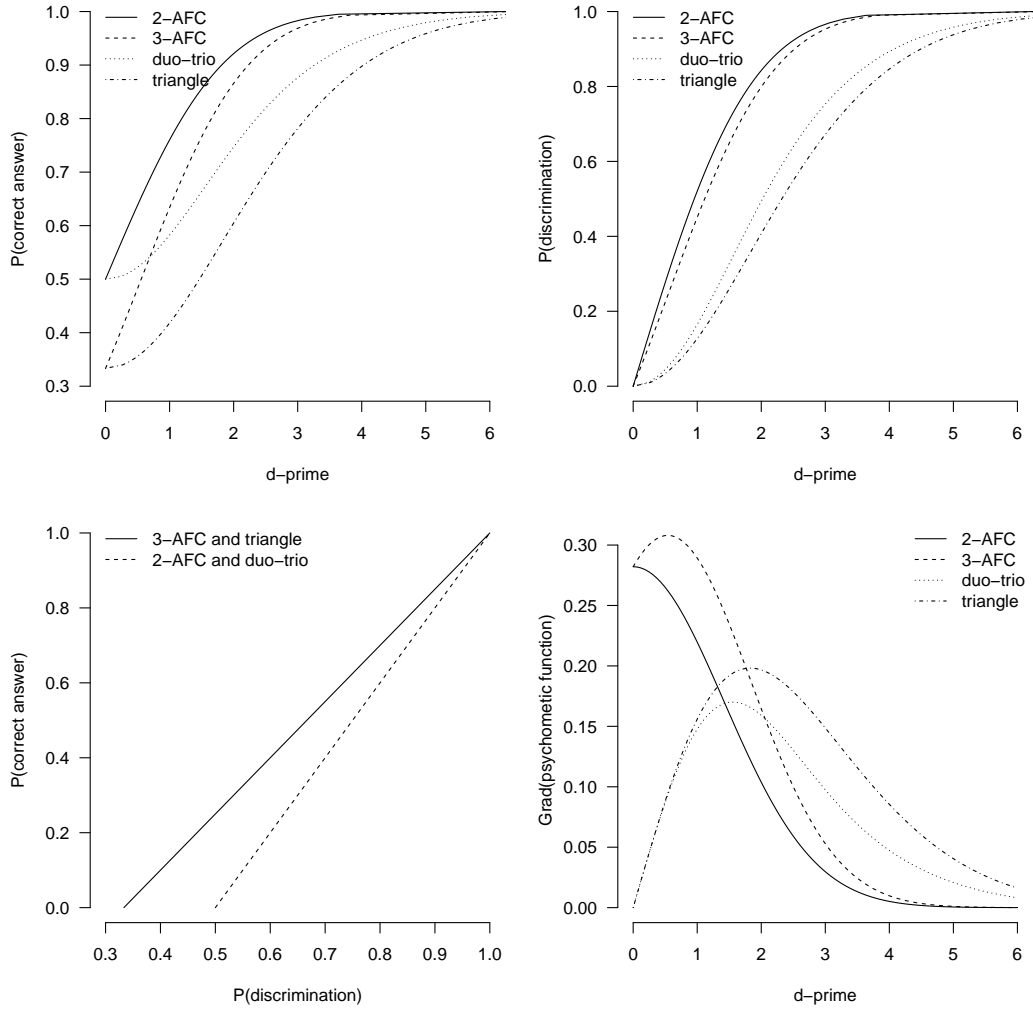 2−AFC
3−AFC
duo−trio
triangle
1.0
0.9
0.8
0.7
0.6
0.5
0.4
0.3
P(correct answer)
0 1 2 3 4 5 6
d−prime
2−AFC
3−AFC
duo−trio
triangle
1.0
0.8
0.6
0.4
0.2
0.0
P(discrimination)
0 1 2 3 4 5 6
d−prime
3−AFC and triangle
2−AFC and duo−trio
1.0
0.8
0.6
0.4
0.2
0.0
P(correct answer)
0.3 0.4 0.5 0.6 0.7 0.8 0.9 1.0
P(discrimination)
2−AFC
3−AFC
duo−trio
triangle
0.30
0.25
0.20
0.15
0.10
0.05
0.00
Grad(psychometic function)
0 1 2 3 4 5 6
d−prime